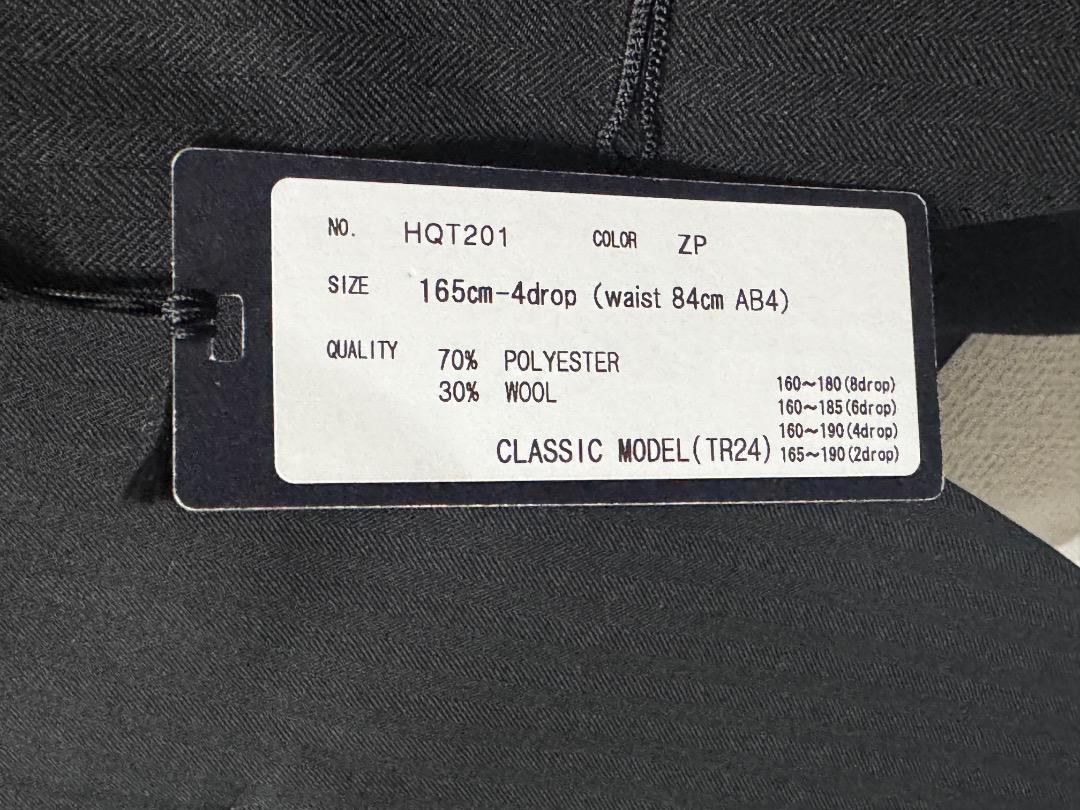 NO. HQT201 COLOR ZP
SIZE 165cm-4drop (waist 84cm AB4)
QUALITY 70% POLYESTER
30% WOOL
160～180(8drop)
160～185(6drop)
160～190(4drop)
CLASSIC MODEL(TR24) 165～190(2drop)